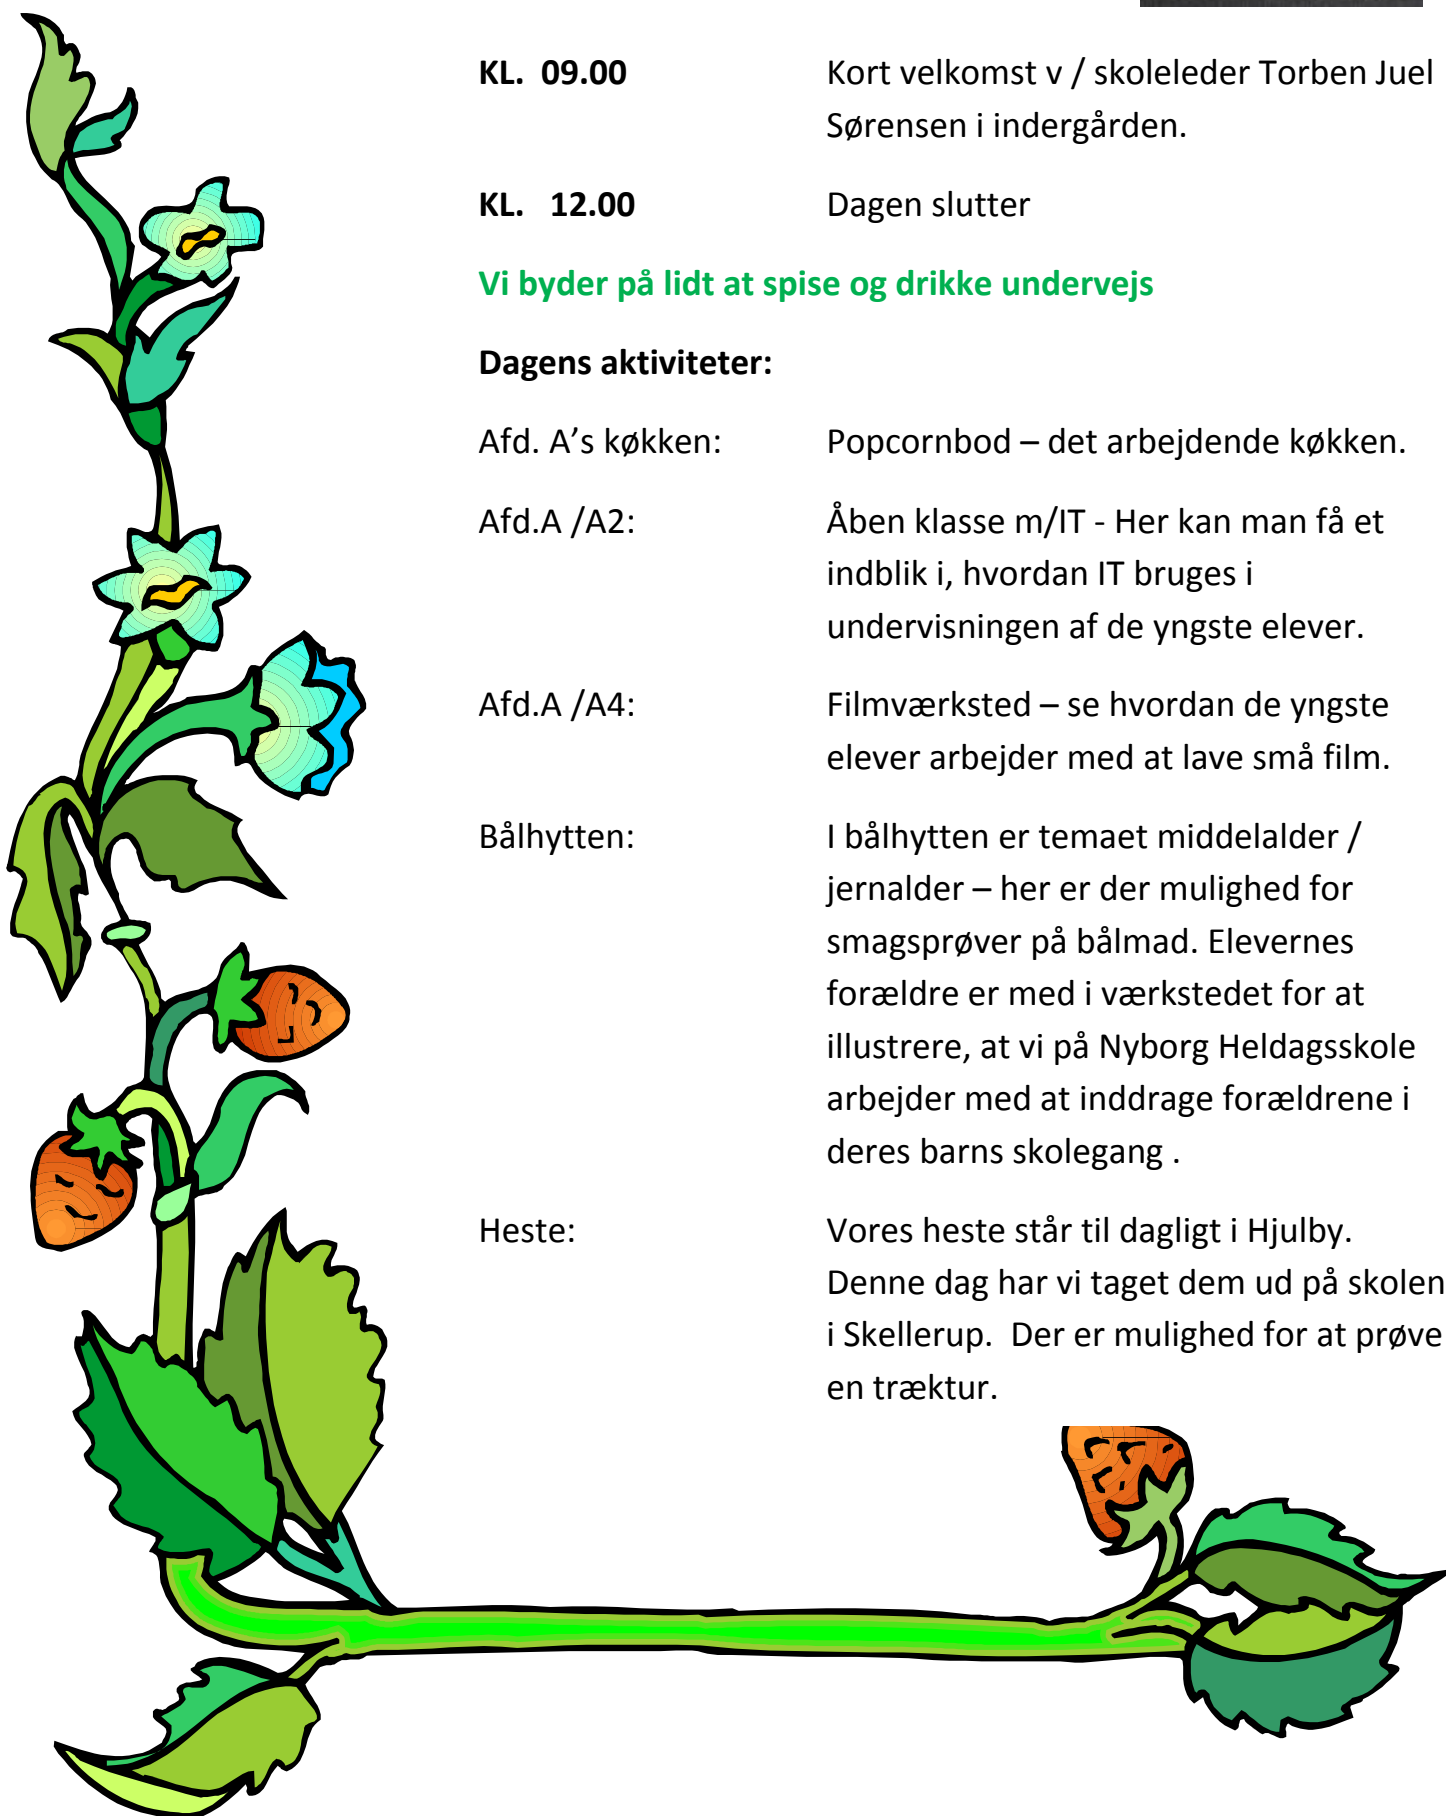 KL. 09.00 Kort velkomst v / skoleleder Torben Juel
Sørensen i indergården.
KL. 12.00 Dagen slutter
Vi byder på lidt at spise og drikke undervejs
Dagens aktiviteter:
Afd. A’s køkken: Popcornbod – det arbejdende køkken.
Afd.A /A2: Åben klasse m/IT - Her kan man få et
indblik i, hvordan IT bruges i
undervisningen af de yngste elever.
Afd.A /A4: Filmværksted – se hvordan de yngste
elever arbejder med at lave små film.
Bålhytten: I bålhytten er temaet middelalder /
jernalder – her er der mulighed for
smagsprøver på bålmad. Elevernes
forældre er med i værkstedet for at
illustrere, at vi på Nyborg Heldagsskole
arbejder med at inddrage forældrene i
deres barns skolegang .
Heste: Vores heste står til dagligt i Hjulby.
Denne dag har vi taget dem ud på skolen
i Skellerup.  Der er mulighed for at prøve
en træktur.